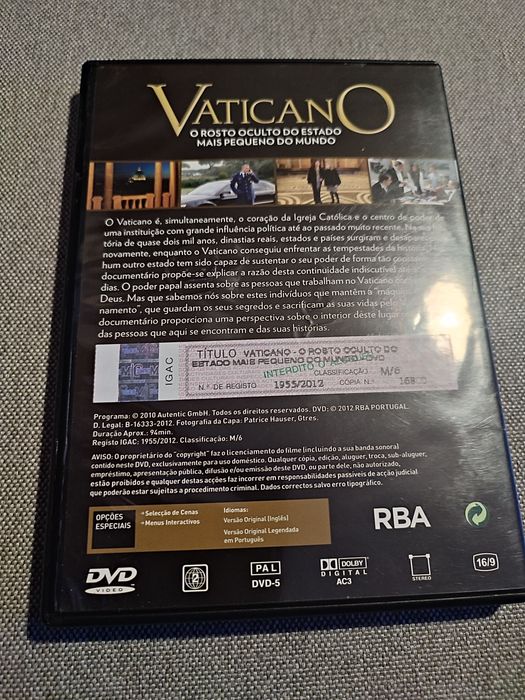 VATICANO
O ROSTO OCULTO DO ESTADO
MAIS PEQUENO DO MUNDO
O Vaticano é, simultaneamente, o coração da Igreja Católica e o centro de poder de
uma instituição com grande influência política até ao passado muito recente. Na sua
tória de quase dois mil anos, dinastias reais, estados e países surgiram e desaparec
novamente, enquanto o Vaticano conseguiu enfrentar as tempestades da história. N
hum outro estado tem sido capaz de sustentar o seu poder de forma tão
documentário propõe-se explicar a razão desta continuidade indiscutível até
dias. O poder papal assenta sobre as pessoas que trabalham no Vaticano
Deus. Mas que sabemos nós sobre estes indivíduos que mantêm a "máqu
namento", que guardam os seus segredos e sacrificam as suas vidas pelo
documentário proporciona uma perspectiva sobre o interior deste lugar
das pessoas que aqui se encontram e das suas histórias.
IGAC
TÍTULO VATICANO - O ROSTO OCULTO DO
ESTADO MAIS PEQUENO DO MUNDO - DVD
INTERDITO O
CLASSIFICAÇÃO M/6
N.º DE REGISTO 1955/2012 CÓPIA N.º
Programa: © 2010 Autentic GmbH. Todos os direitos reservados. DVD: © 2012 RBA PORTUGAL.
D. Legal: B-16333-2012. Fotografia da Capa: Patrice Hauser, Gtres.
Duração Aprox.: 94min.
Registo IGAC: 1955/2012. Classificação: M/6
AVISO: O proprietário do "copyright" faz o licenciamento do filme (incluindo a sua banda sonora)
contido neste DVD, exclusivamente para uso doméstico. Qualquer cópia, edição, aluguer, troca, sub-aluguer,
empréstimo, apresentação pública, difusão e/ou emissão deste DVD, ou parte dele, não autorizado,
estão proibidos e qualquer destas acções faz incorrer em responsabilidades passíveis de acção judicial
que poderão estar sujeitas a procedimento criminal. Dados correctos salvo erro tipográfico.
OPÇÕES
ESPECIAIS
Selecção de Cenas
Menus Interactivos
Idiomas:
Versão Original (Inglês)
Versão Original Legendada
em Português
RBA
DVD
VIDEO
2
PAL
DVD-5
DOLBY
DIGITAL
AC3
STEREO
16/9